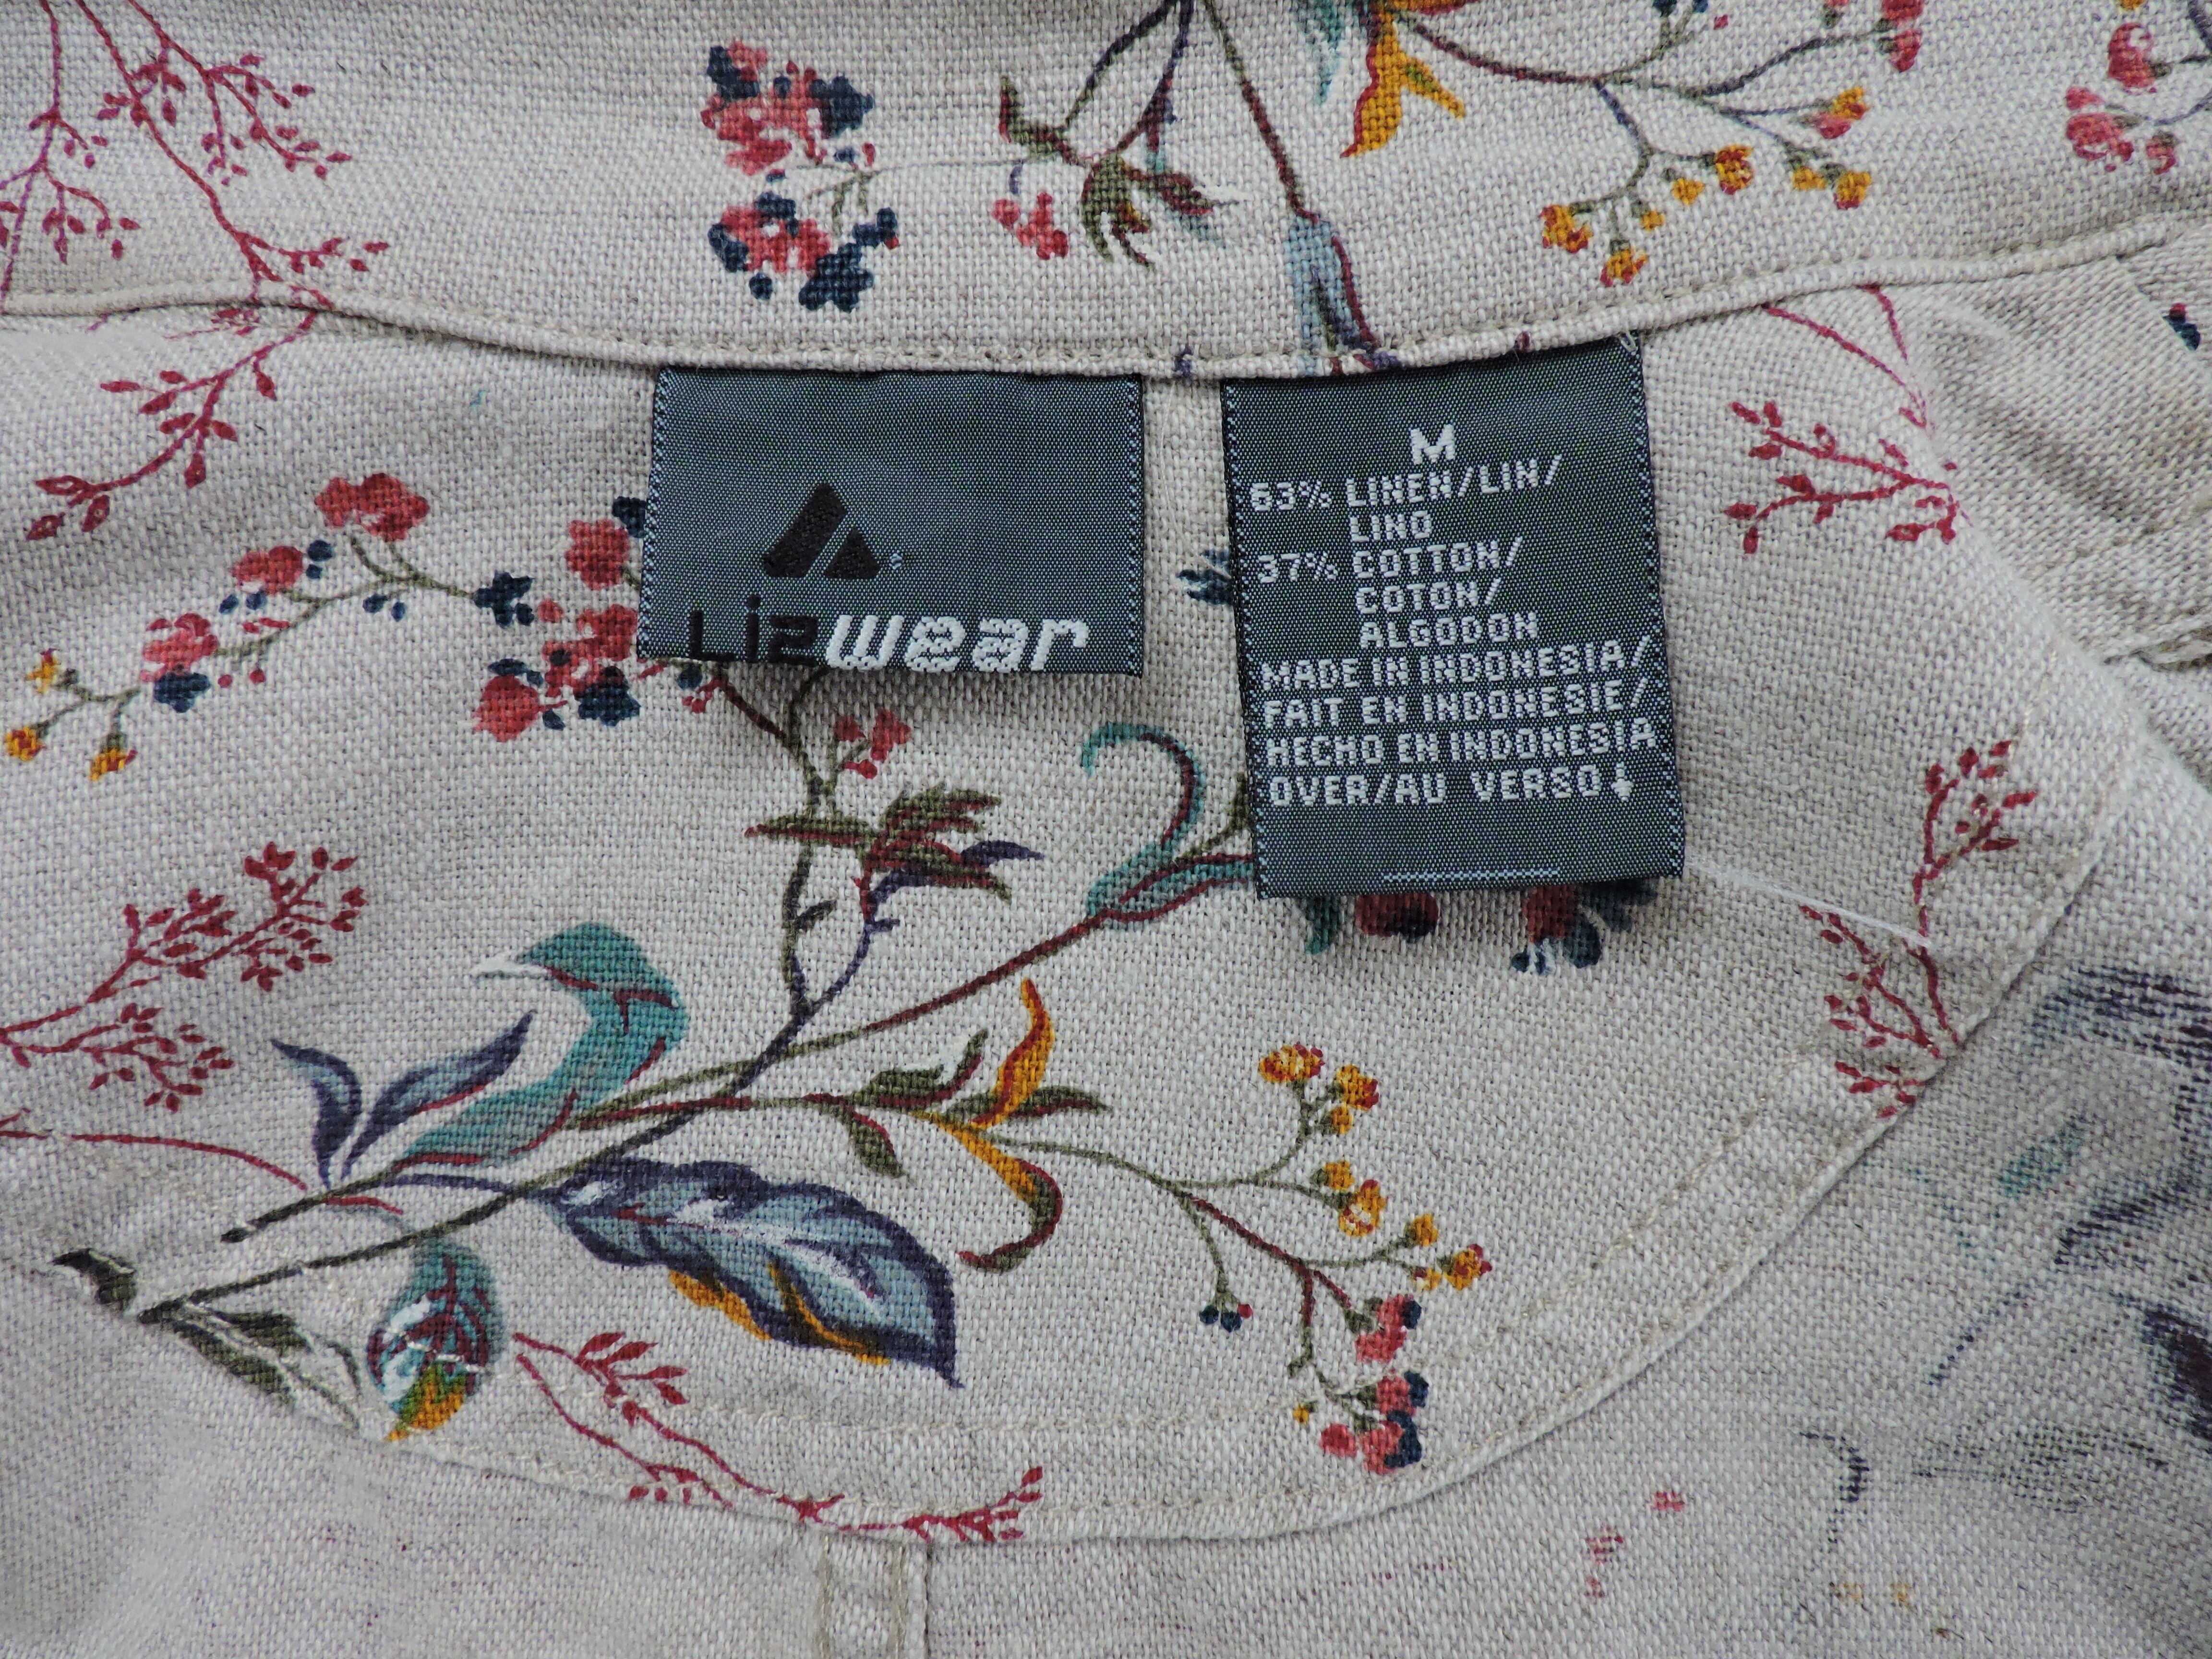 Lizwear
M
63% LINEN/LIN/
LINO
37% COTTON/
COTON/
ALGODON
MADE IN INDONESIA/
FAIT EN INDONESIE/
HECHO EN INDONESIA
OVER/AU VERSO